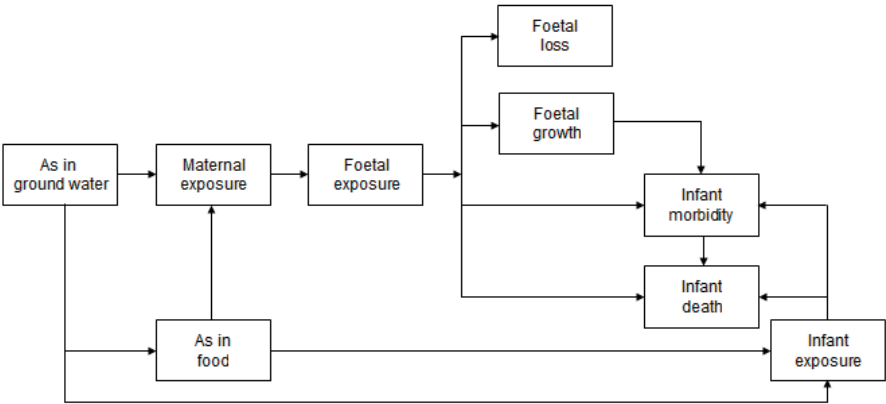 Foetal
loss
Foetal
growth
As in
ground water
Maternal
exposure
Foetal
exposure
Infant
morbidity
Infant
death
As in
food
Infant
exposure